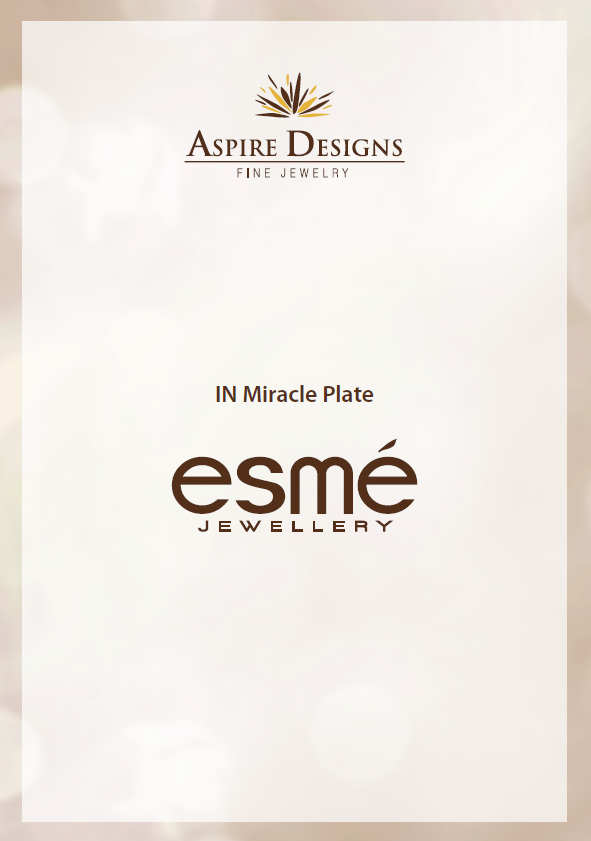 ASPIRE DESIGNS
FINE JEWELRY
IN Miracle Plate
esmé
JEWELLERY